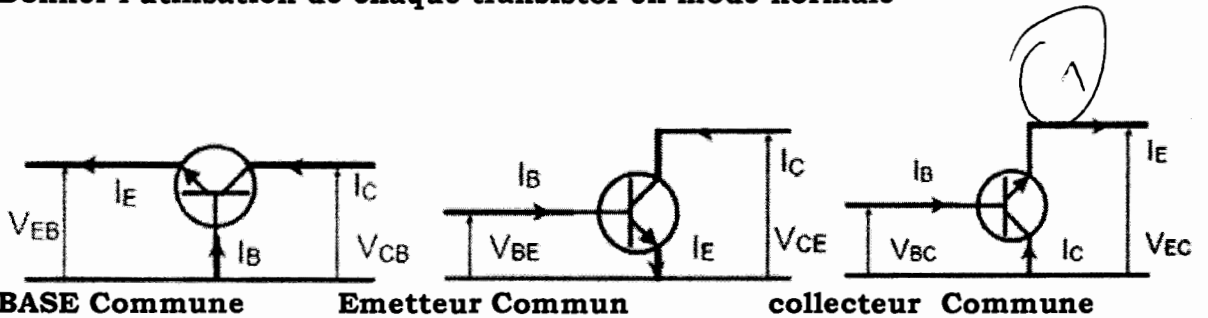 Donner l'utilisation de chaque transistor en mode normale
1
IE
IC
VEB
IB
VCB
IB
IC
VBE
IE
VCE
IB
IE
VBC
IC
VEC
BASE Commune Emetteur Commun collecteur Commune